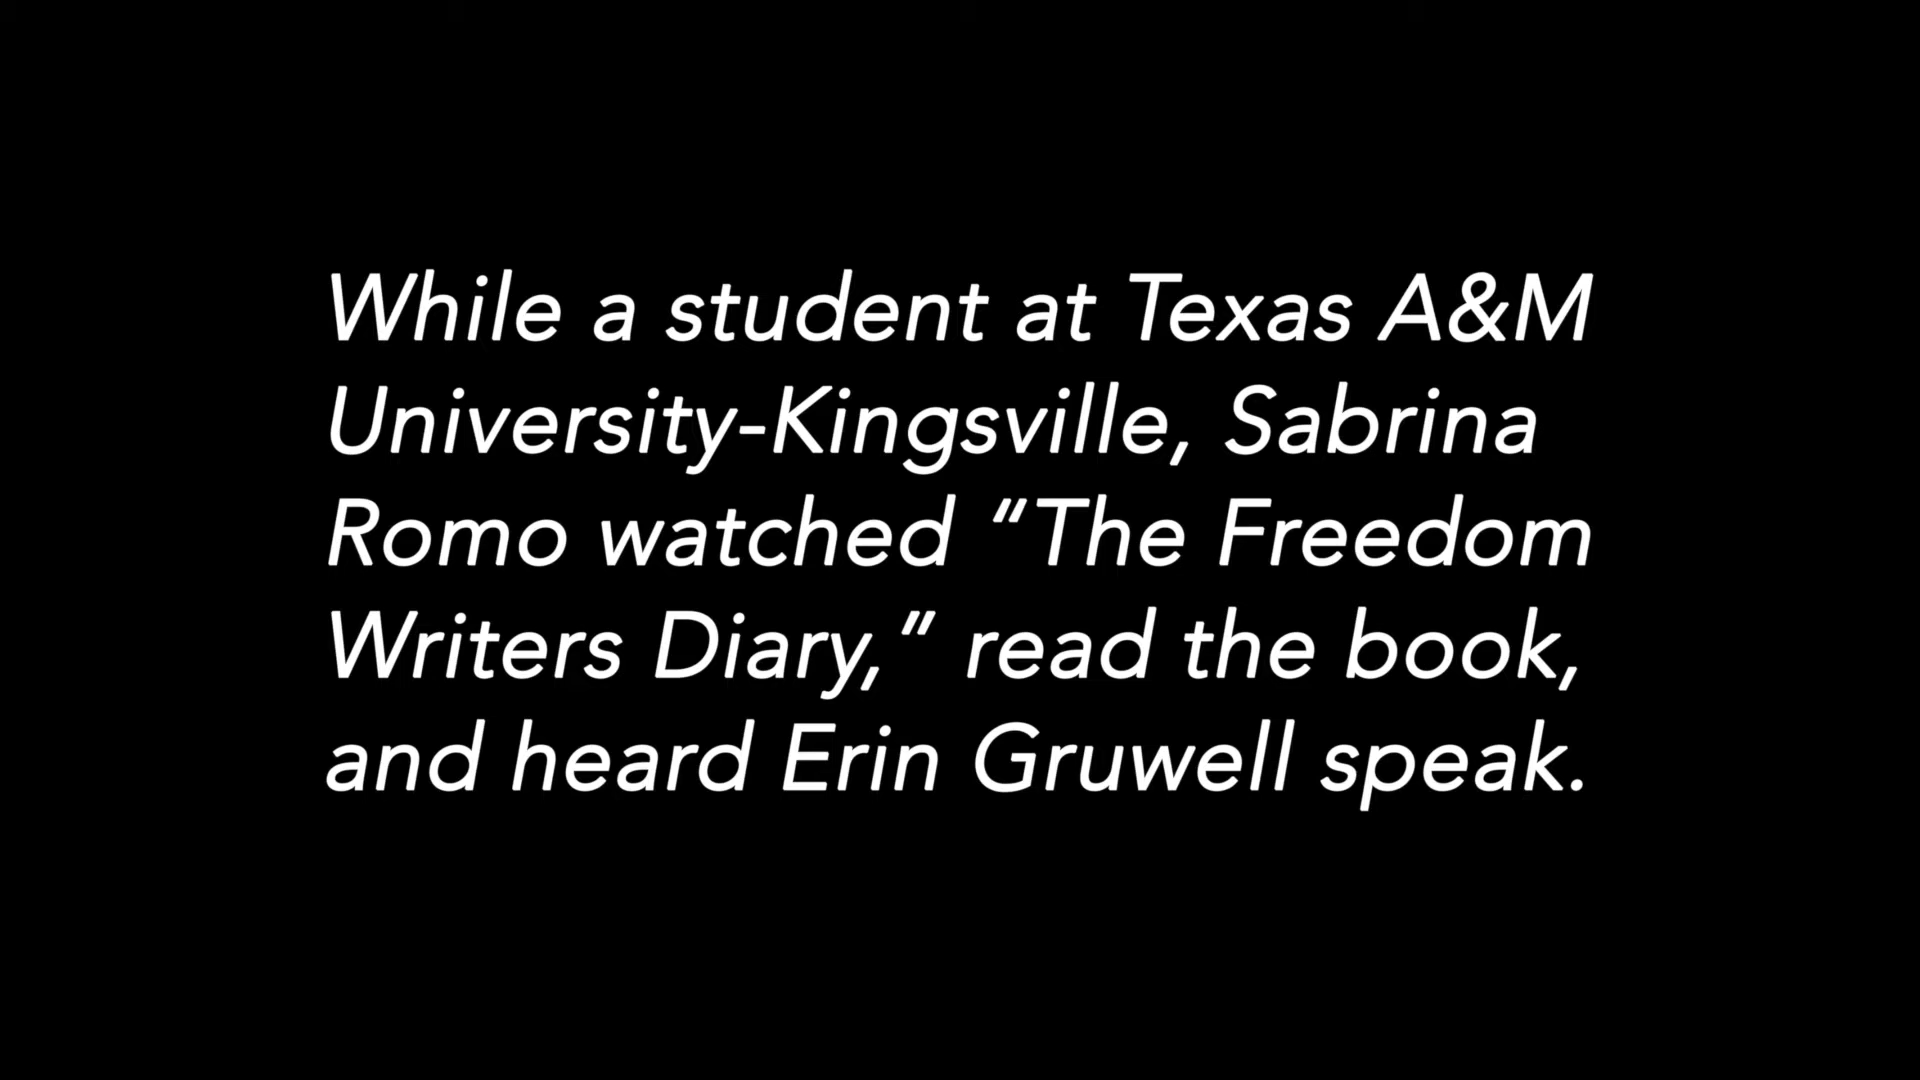 While a student at Texas A&M
University-Kingsville, Sabrina
Romo watched “The Freedom
Writers Diary,” read the book,
and heard Erin Gruwell speak.